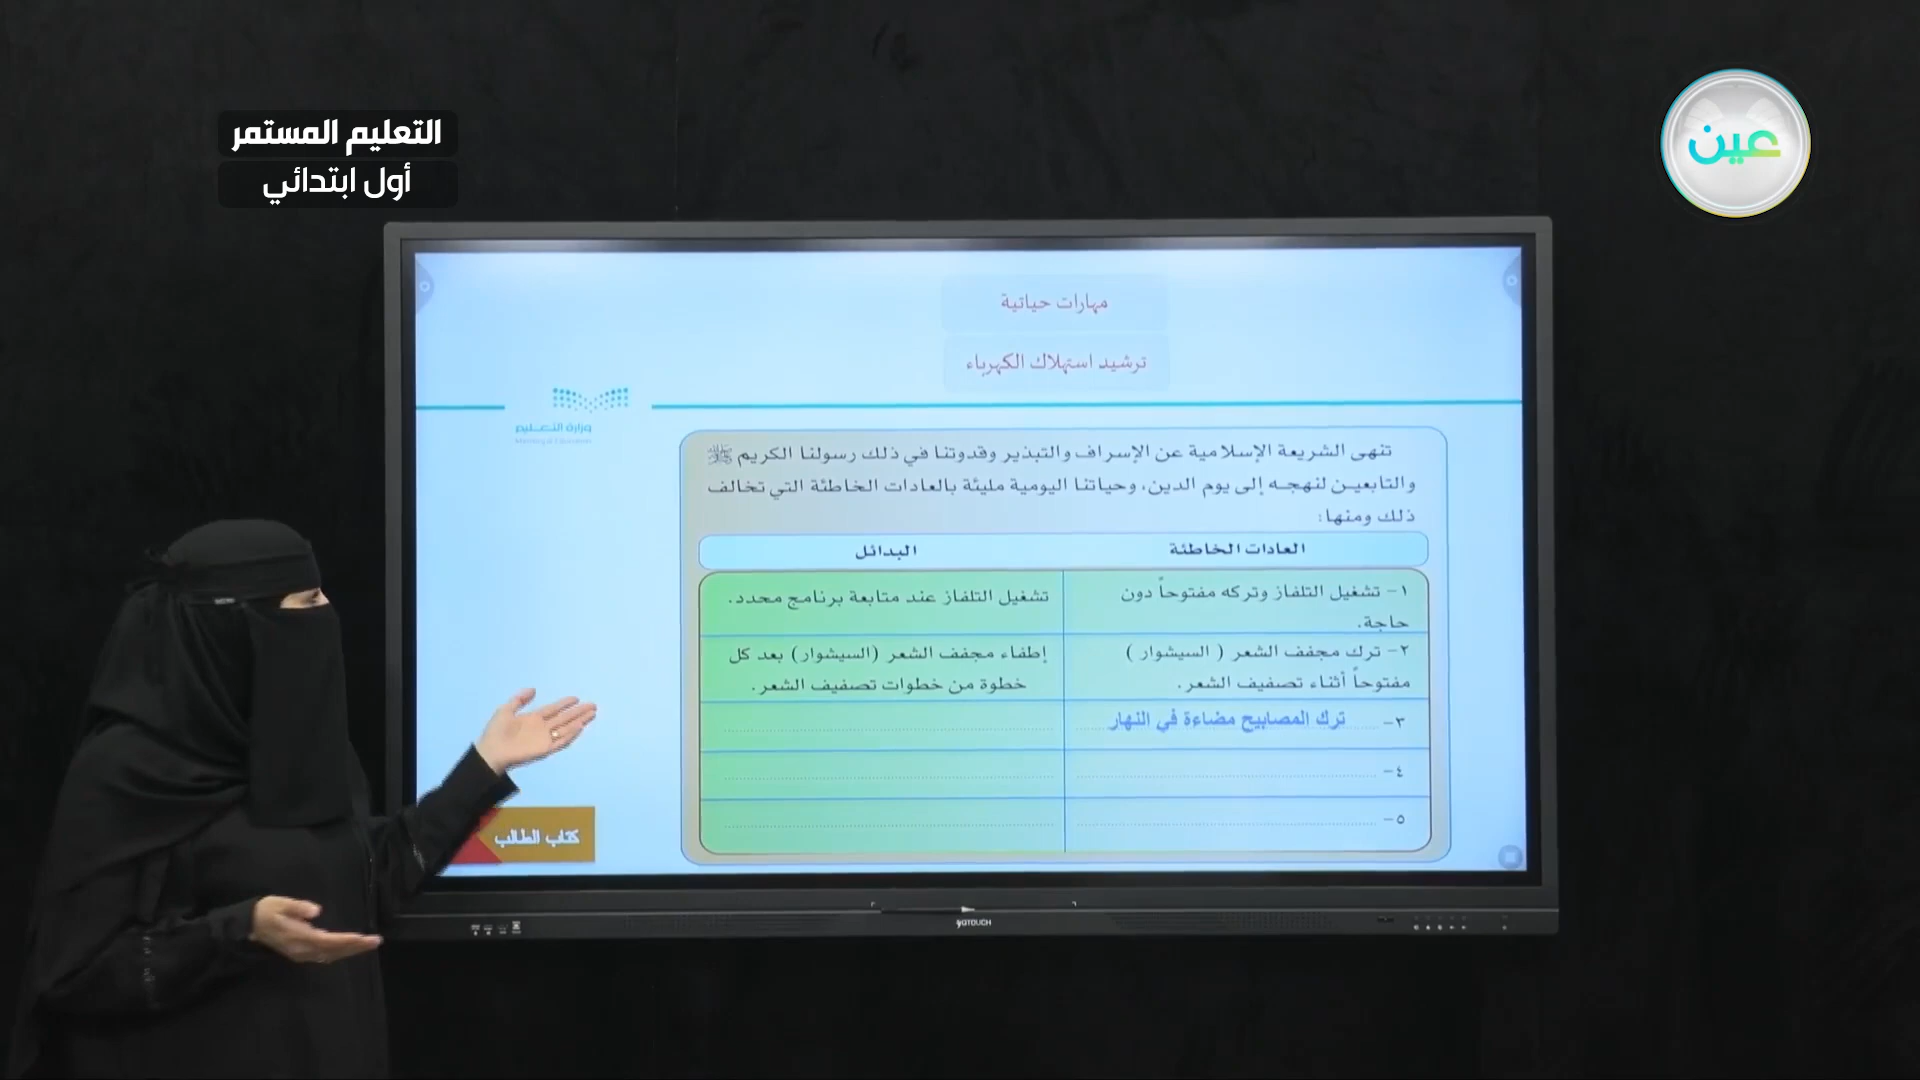 التعليم المستمر
أول ابتدائي
عين
مهارات حياتية
ترشيد استهلاك الكهرباء
وزارة التعليم
Ministry of Education
تنهى الشريعة الإسلامية عن الإسراف والتبذير وقدوتنا في ذلك رسولنا الكريم ﷺ
والتابعين لنهجه إلى يوم الدين، وحياتنا اليومية مليئة بالعادات الخاطئة التي تخالف
ذلك ومنها:
العادات الخاطئة
البدائل
١- تشغيل التلفاز وتركه مفتوحاً دون
حاجة.
تشغيل التلفاز عند متابعة برنامج محدد.
٢- ترك مجفف الشعر ( السيشوار )
مفتوحاً أثناء تصفيف الشعر.
إطفاء مجفف الشعر (السيشوار) بعد كل
خطوة من خطوات تصفيف الشعر.
٣- ترك المصابيح مضاءة في النهار
٤-
٥-
كتاب الطالب
YQTOUCH